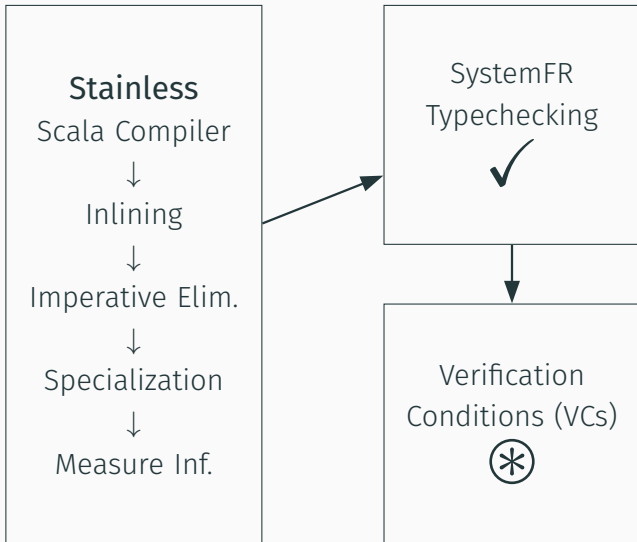 Stainless
Scala Compiler
↓
Inlining
↓
Imperative Elim.
↓
Specialization
↓
Measure Inf.
SystemFR
Typechecking
✓
Verification
Conditions (VCs)
⊛